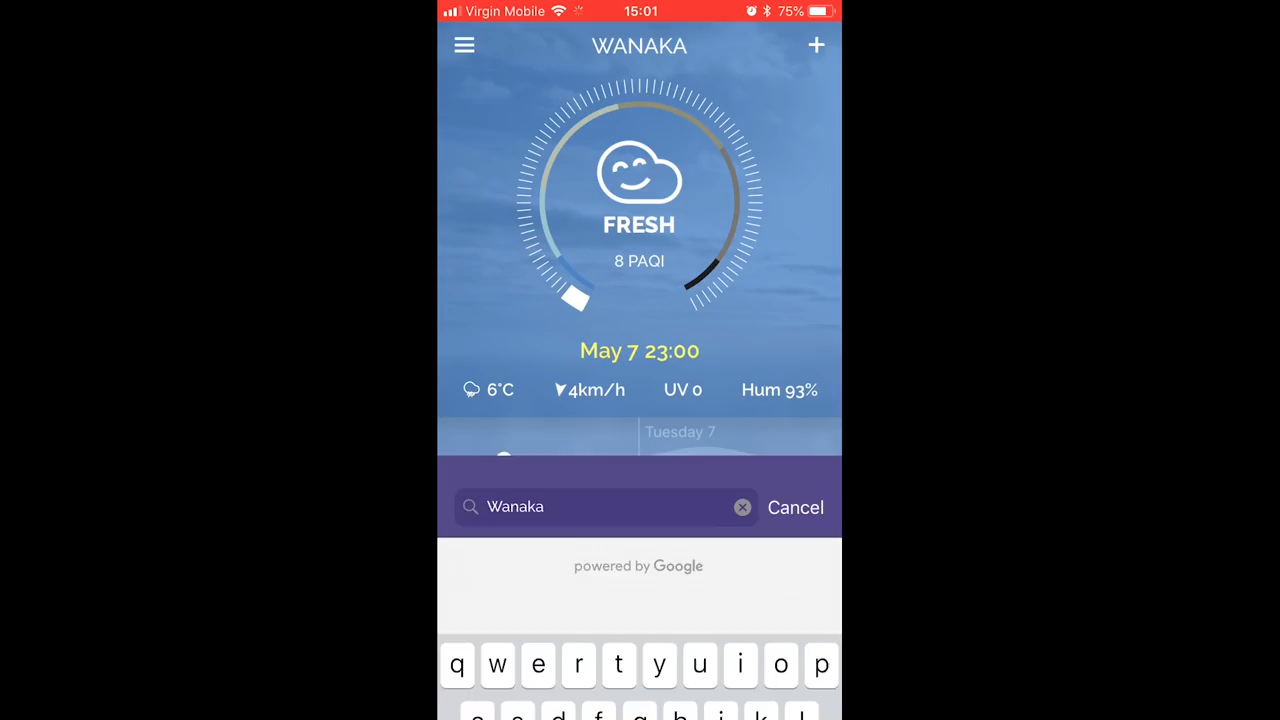 Virgin Mobile 15:01 75%
WANAKA +
FRESH
8 PAQI
May 7 23:00
6°C 4km/h UV 0 Hum 93%
Tuesday 7
Wanaka Cancel
powered by Google
q w e r t y u i o p